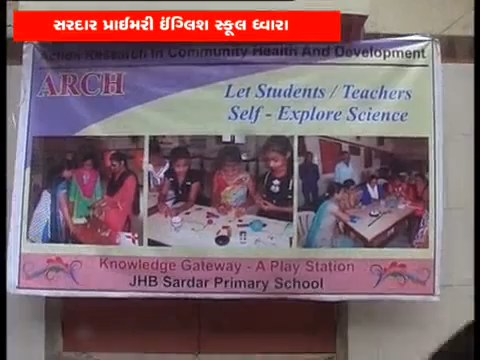 સરદાર પ્રાઈમરી ઈંગ્લિશ સ્કૂલ ધ્વારા
Action Research in Community Health And Development
ARCH
Let Students / Teachers
Self - Explore Science
Knowledge Gateway - A Play Station
JHB Sardar Primary School